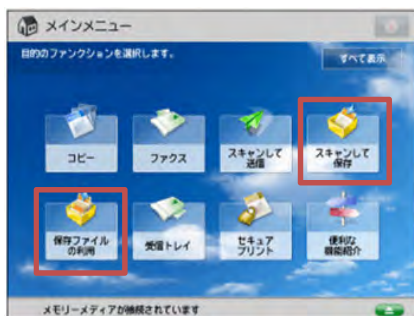 メインメニュー
目的のファンクションを選択します。
すべて表示
コピー
ファクス
スキャンして
送信
スキャンして
保存
保存ファイル
の利用
受信トレイ
セキュア
プリント
便利な
機能紹介
メモリーメディアが接続されています